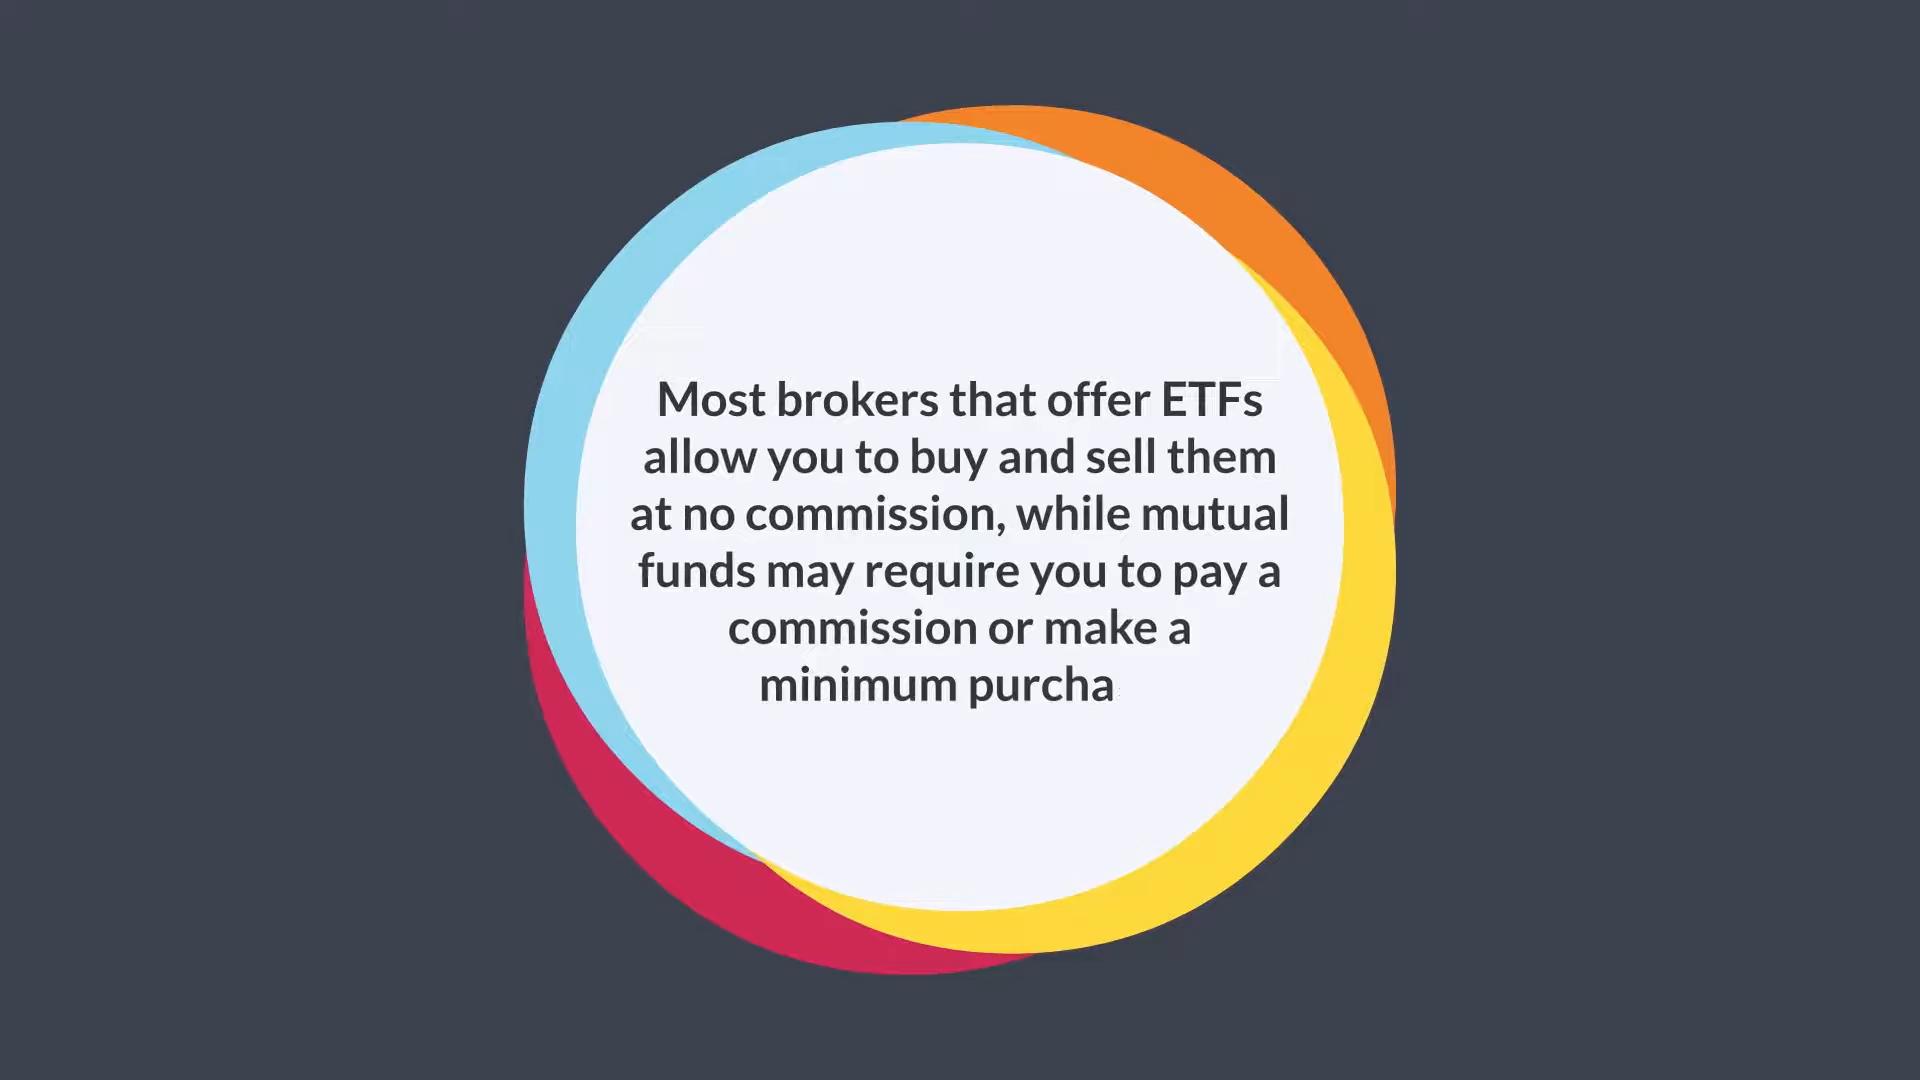 Most brokers that offer ETFs
allow you to buy and sell them
at no commission, while mutual
funds may require you to pay a
commission or make a
minimum purcha